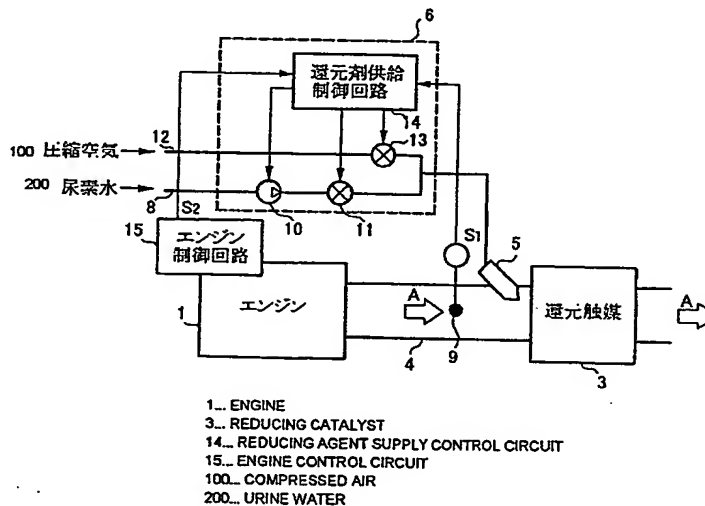 6
還元剤供給
制御回路
14
13
12
100 圧縮空気
200 尿素水
8
S2
10
11
15
エンジン
制御回路
S1
5
エンジン
1
A
9
4
還元触媒
A
3
1... ENGINE
3... REDUCING CATALYST
14... REDUCING AGENT SUPPLY CONTROL CIRCUIT
15... ENGINE CONTROL CIRCUIT
100... COMPRESSED AIR
200... URINE WATER